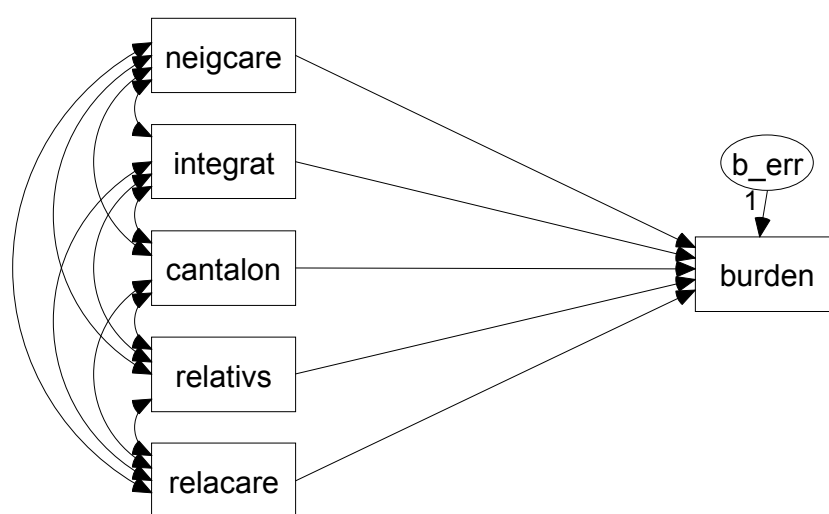 neigcare
integrat
b_err
1
cantalon
burden
relativs
relacare